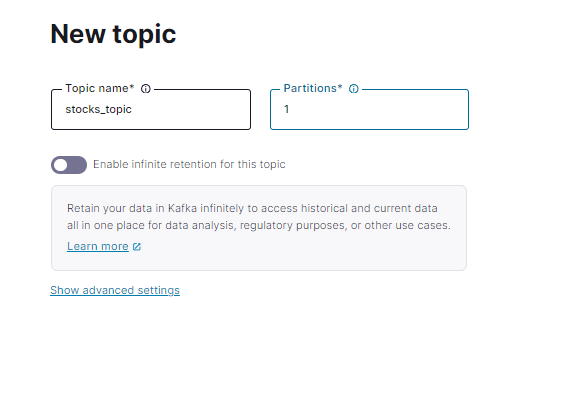 New topic
Topic name*
Partitions*
stocks_topic
1
Enable infinite retention for this topic
Retain your data in Kafka infinitely to access historical and current data
all in one place for data analysis, regulatory purposes, or other use cases.
Learn more
Show advanced settings